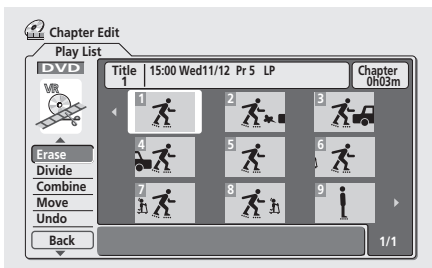 Chapter Edit
Play List
DVD
VR
Title 1 15:00 Wed11/12 Pr 5 LP
Chapter 0h03m
1 2 3
Erase
4 5 6
Divide
Combine
Move
7 8 9
Undo
Back
1/1